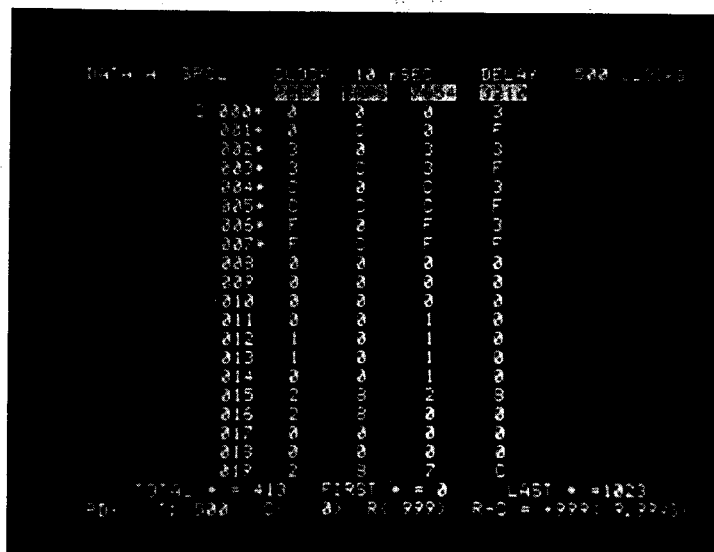 DATA A CLOCK 10 nSEC DELAY 500 CLOCKS
000* 0 0 0 3
001* 0 C 0 F
002* 3 0 3 3
003* 3 C 3 F
004* C 0 C 3
005* C C C F
006* F 0 F 3
007* F C F F
008 0 0 0 0
009 0 0 0 0
010 0 0 0 0
011 0 0 1 0
012 1 0 1 0
013 1 0 1 0
014 0 0 1 0
015 2 8 2 8
016 2 8 0 0
017 0 0 0 0
018 0 0 0 0
019 2 8 7 C
TOTAL * = 413 FIRST * = 0 LAST * =1023
500 0) R( 999) R-C =